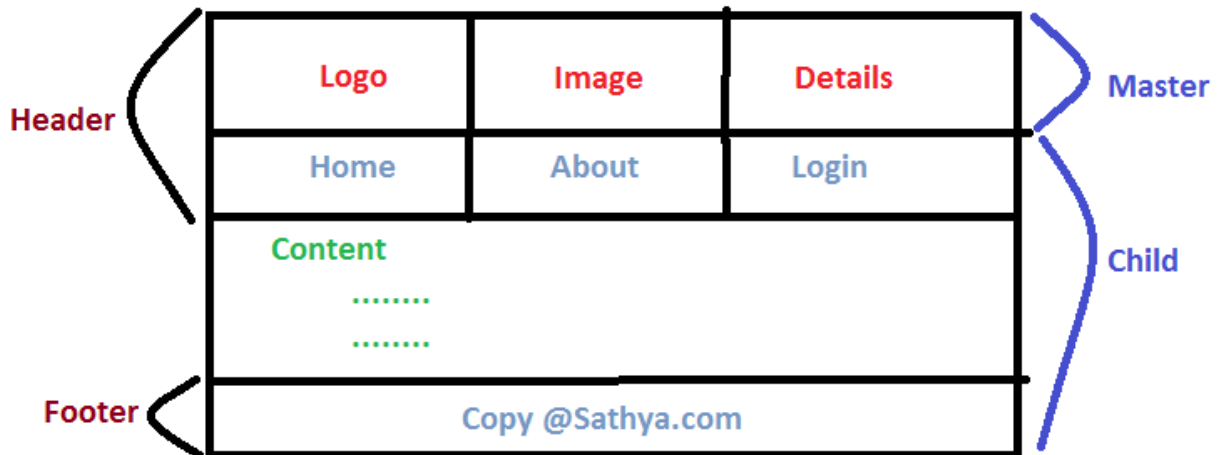 Logo Image Details
Header
Master
Home About Login
Content
........
........
Child
Footer
Copy @Sathya.com